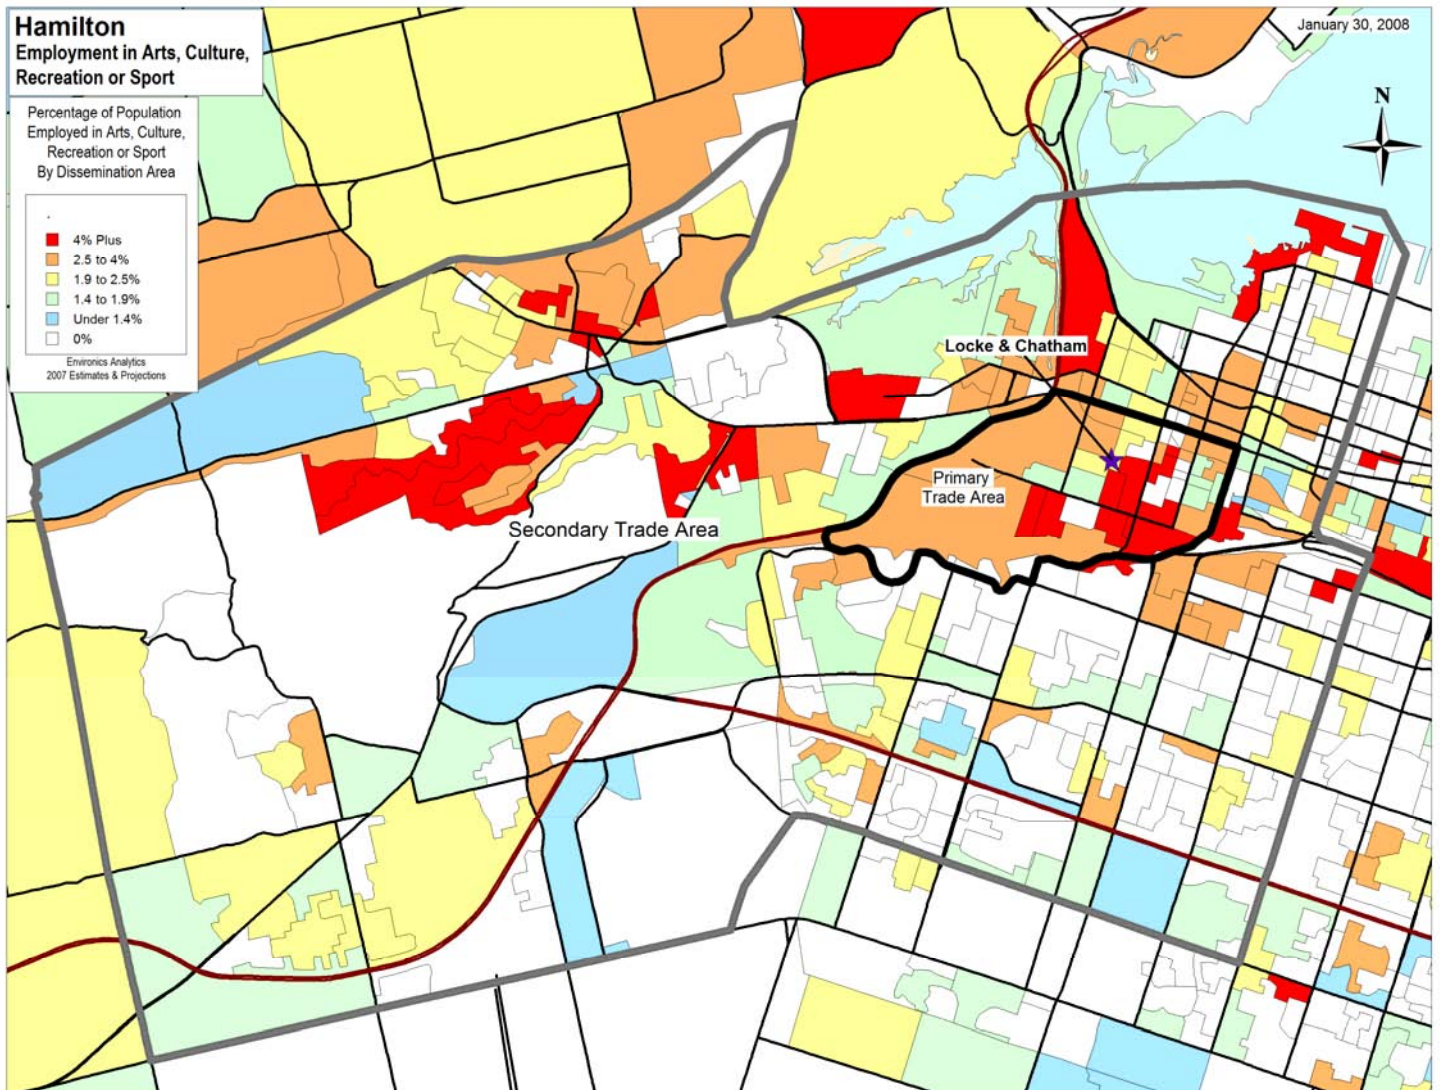 Hamilton
Employment in Arts, Culture,
Recreation or Sport
January 30, 2008
Percentage of Population
Employed in Arts, Culture,
Recreation or Sport
By Dissemination Area
4% Plus
2.5 to 4%
1.9 to 2.5%
1.4 to 1.9%
Under 1.4%
0%
Environics Analytics
2007 Estimates & Projections
N
Locke & Chatham
Primary
Trade Area
Secondary Trade Area